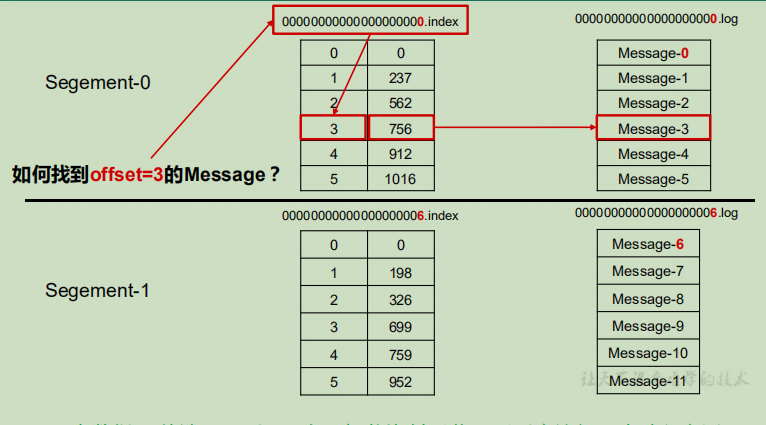 00000000000000000000.index
00000000000000000000.log
Segement-0
0 0
1 237
2 562
3 756
4 912
5 1016
Message-0
Message-1
Message-2
Message-3
Message-4
Message-5
如何找到offset=3的Message？
00000000000000000006.index
00000000000000000006.log
Segement-1
0 0
1 198
2 326
3 699
4 759
5 952
Message-6
Message-7
Message-8
Message-9
Message-10
Message-11
学的技术